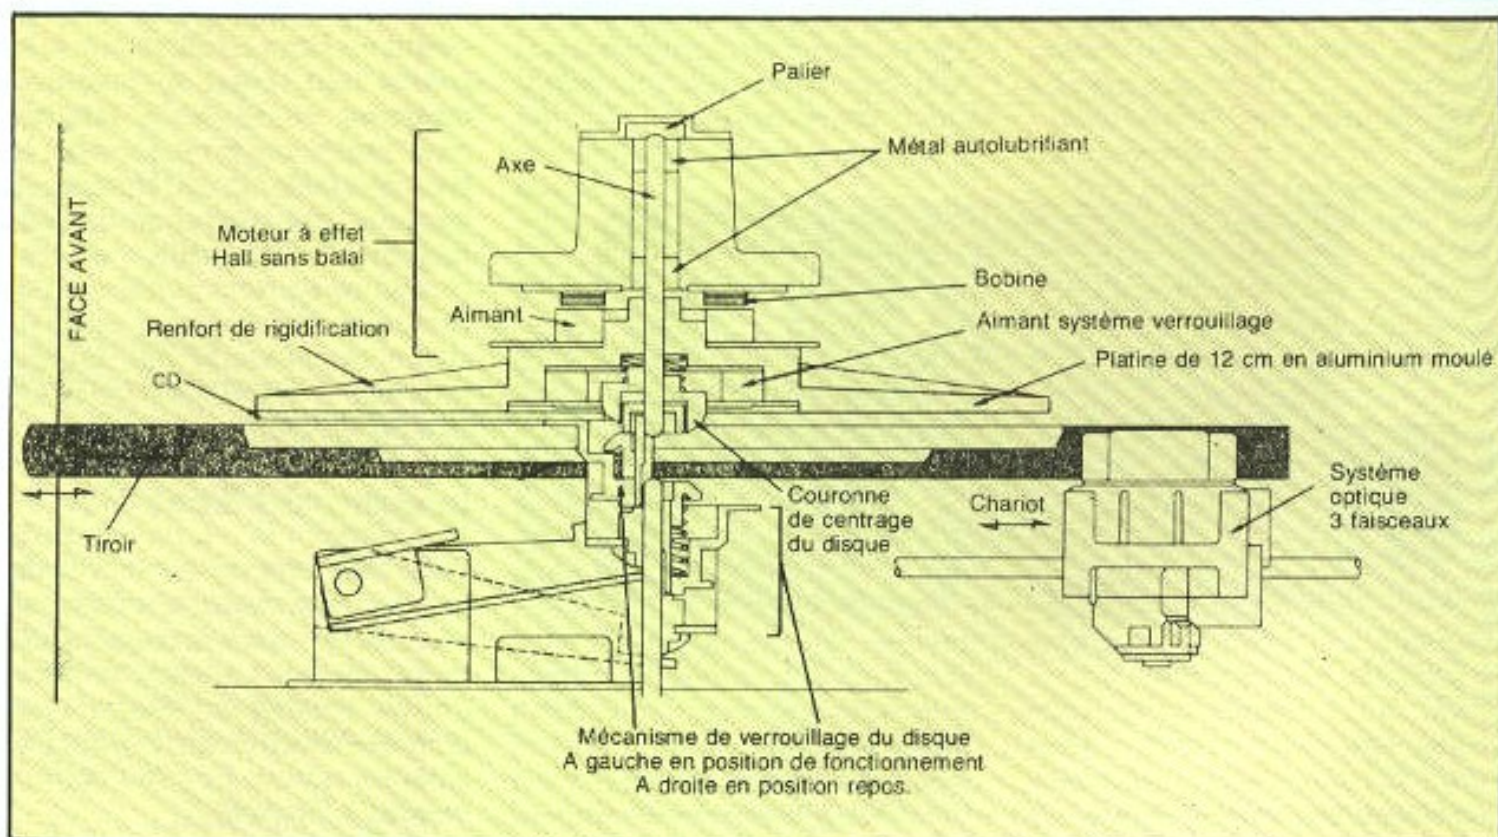 Palier
Axe
Métal autolubrifiant
FACE AVANT
Moteur à effet
Hall sans balai
Bobine
Aimant
Aimant système verrouillage
Renfort de rigidification
Platine de 12 cm en aluminium moulé
CD
Tiroir
Couronne
de centrage
du disque
Chariot
Système
optique
3 faisceaux
Mécanisme de verrouillage du disque
A gauche en position de fonctionnement
A droite en position repos.